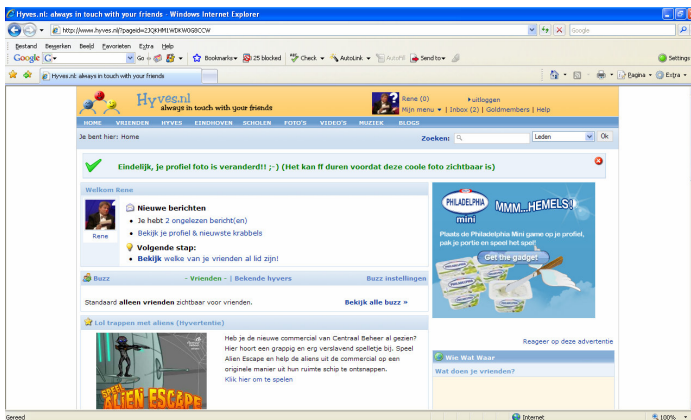 Hyves.nl: always in touch with your friends - Windows Internet Explorer
http://www.hyves.nl/?pageid=2JQKHM1WDKWOG8CCW
Google
Bestand Bewerken Beeld Favorieten Extra Help
Google G Go Bookmarks 25 blocked Check AutoLink AutoFill Send to Settings
Hyves.nl: always in touch with your friends
Pagina Extra
Hyves.nl
always in touch with your friends
Rene (0) uitloggen
Mijn menu | Inbox (2) | Goldmembers | Help
HOME VRIENDEN HYVES EINDHOVEN SCHOLEN FOTO'S VIDEO'S MUZIEK BLOGS
Je bent hier: Home
Zoeken: Leden Ok
Eindelijk, je profiel foto is veranderd!! ;-) (Het kan ff duren voordat deze coole foto zichtbaar is)
Welkom Rene
Rene
Nieuwe berichten
Je hebt 2 ongelezen bericht(en)
Bekijk je profiel & nieuwste krabbels
Volgende stap:
Bekijk welke van je vrienden al lid zijn!
PHILADELPHIA
mini
MMM...HEMELS!
Plaats de Philadelphia Mini game op je profiel,
pak je portie en speel het spel!
Get the gadget
Buzz - Vrienden - | Bekende hyvers Buzz instellingen
Standaard alleen vrienden zichtbaar voor vrienden. Bekijk alle buzz »
Lol trappen met aliens (Hyvertentie)
SPEEL
ALIEN ESCAPE
Heb je de nieuwe commercial van Centraal Beheer al gezien?
Hier hoort een grappig en erg verslavend spelletje bij. Speel
Alien Escape en help de aliens uit de commercial op een
originele manier uit hun ruimte schip te ontsnappen.
Klik hier om te spelen
Reageer op deze advertentie
Wie Wat Waar
Wat doen je vrienden?
Gereed Internet 100%